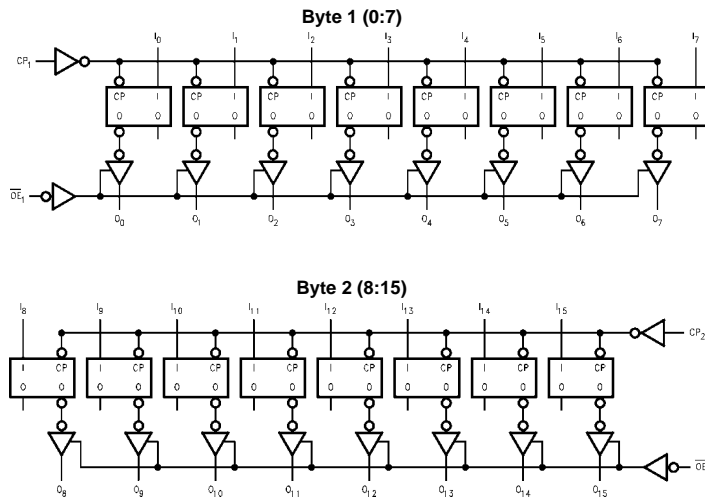 Byte 1 (0:7)
I0 I1 I2 I3 I4 I5 I6 I7
CP1
CP I CP I CP I CP I CP I CP I CP I CP I
O O O O O O O O O O O O O O O O
OE1
O0 O1 O2 O3 O4 O5 O6 O7
Byte 2 (8:15)
I8 I9 I10 I11 I12 I13 I14 I15
CP2
I CP I CP I CP I CP I CP I CP I CP I CP
O O O O O O O O O O O O O O O O
OE
O8 O9 O10 O11 O12 O13 O14 O15